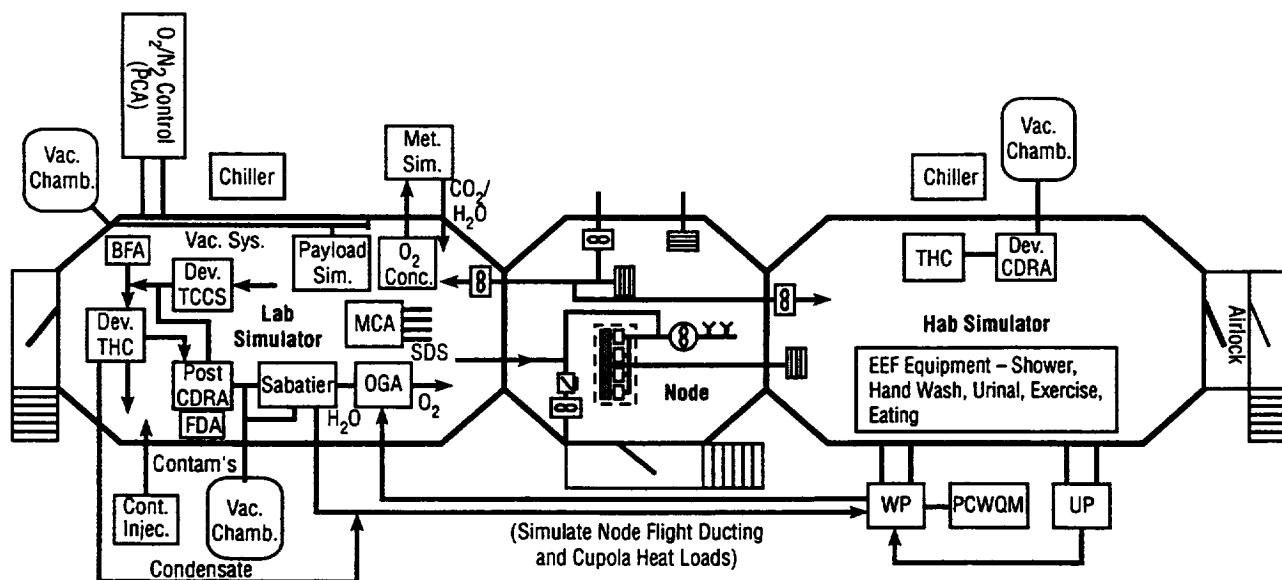 O2/N2 Control
(PCA)
Vac.
Chamb.
Chiller
Met.
Sim.
CO2/
H2O
Vac.
Chamb.
Chiller
BFA
Vac. Sys.
Payload
Sim.
O2
Conc.
Dev.
TCCS
Lab
Simulator
MCA
SDS
Dev.
THC
Post
CDRA
FDA
Sabatier
H2O
OGA
O2
Contam's
Cont.
Injec.
Vac.
Chamb.
Condensate
Node
(Simulate Node Flight Ducting
and Cupola Heat Loads)
THC
Dev.
CDRA
Hab Simulator
EEF Equipment – Shower,
Hand Wash, Urinal, Exercise,
Eating
Airlock
WP
PCWQM
UP